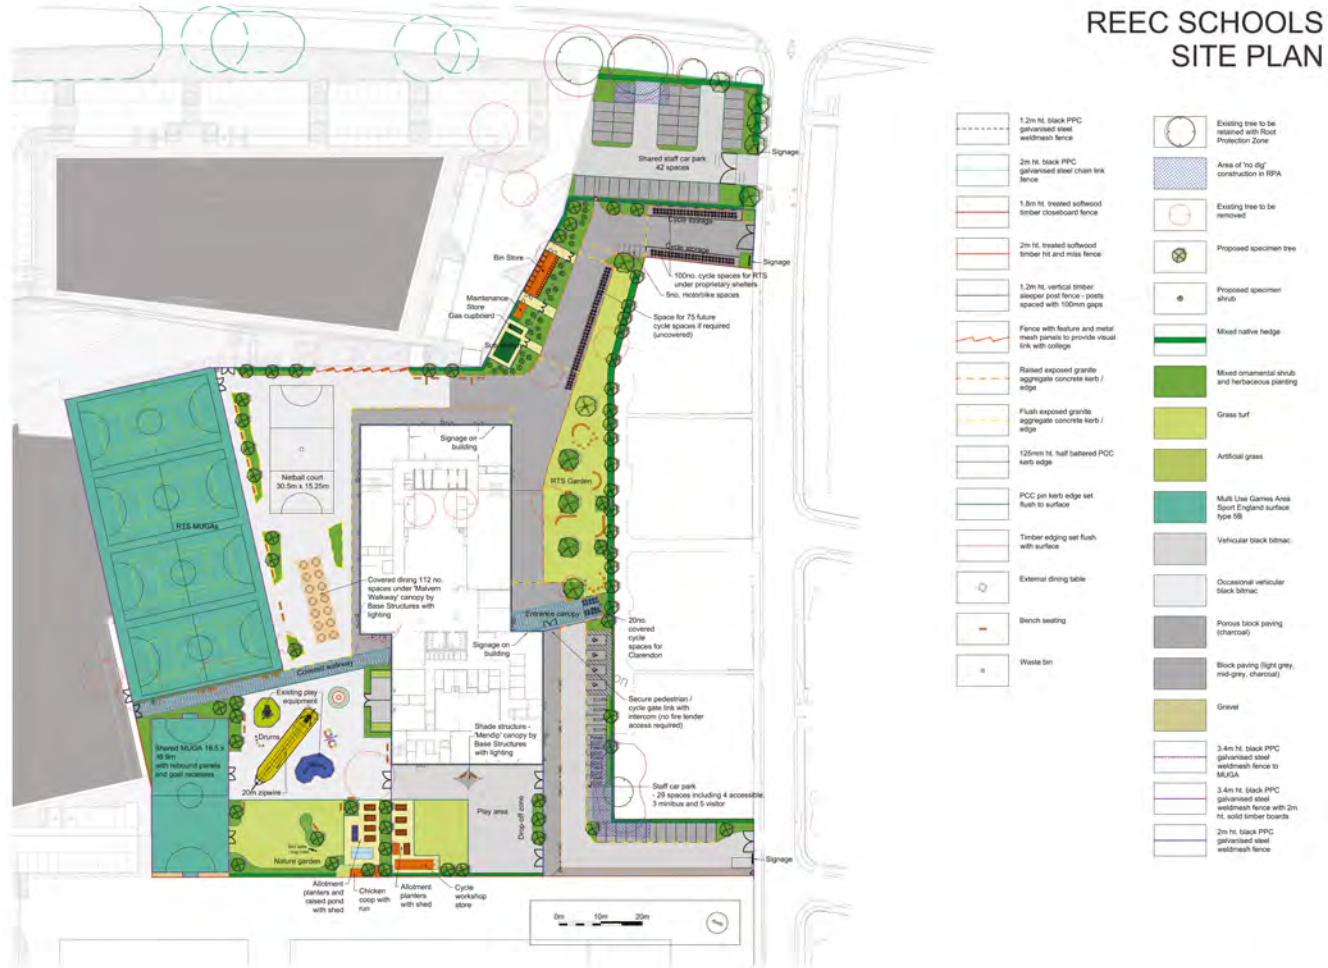 REEC SCHOOLS
SITE PLAN
Signage
Shared staff car park
42 spaces
Cycle storage
Cycle storage
Signage
Bin Store
100no. cycle spaces for RTS
under proprietary shelters
5no. motorbike spaces
Maintenance
Store
Gas cupboard
Space for 75 future
cycle spaces if required
(uncovered)
Signage on
building
Netball court
30.5m x 15.25m
RTS Garden
RTS MUGAs
Covered dining 112 no.
spaces under 'Malvern
Walkway' canopy by
Base Structures with
lighting
Entrance canopy
20no.
covered
cycle
spaces for
Clarendon
Signage on
building
Covered walkway
Existing play
equipment
Secure pedestrian /
cycle gate link with
intercom (no fire tender
access required)
Drums
Shade structure -
'Mendip' canopy by
Base Structures
with lighting
Shared MUGA 18.5 x
with rebound panels
and goal recesses
20m zipwire
Staff car park
- 29 spaces including 4 accessible,
3 minibus and 5 visitor
Play area
Drop-off zone
Nature garden
Signage
Allotment
planters and
raised pond
with shed
Chicken
coop with
run
Allotment
planters
with shed
Cycle
workshop
store
0m 10m 20m
1.2m ht. black PPC
galvanised steel
weldmesh fence
2m ht. black PPC
galvanised steel chain link
fence
1.8m ht. treated softwood
timber closeboard fence
2m ht. treated softwood
timber hit and miss fence
1.2m ht. vertical timber
sleeper post fence - posts
spaced with 100mm gaps
Fence with feature and metal
mesh panels to provide visual
link with college
Raised exposed granite
aggregate concrete kerb /
edge
Flush exposed granite
aggregate concrete kerb /
edge
125mm ht. half battered PCC
kerb edge
PCC pin kerb edge set
flush to surface
Timber edging set flush
with surface
External dining table
Bench seating
Waste bin
Existing tree to be
retained with Root
Protection Zone
Area of 'no dig'
construction in RPA
Existing tree to be
removed
Proposed specimen tree
Proposed specimen
shrub
Mixed native hedge
Mixed ornamental shrub
and herbaceous planting
Grass turf
Artificial grass
Multi Use Games Area
Sport England surface
type 5B
Vehicular black bitmac
Occasional vehicular
black bitmac
Porous block paving
(charcoal)
Block paving (light grey,
mid-grey, charcoal)
Gravel
3.4m ht. black PPC
galvanised steel
weldmesh fence to
MUGA
3.4m ht. black PPC
galvanised steel
weldmesh fence with 2m
ht. solid timber boards
2m ht. black PPC
galvanised steel
weldmesh fence